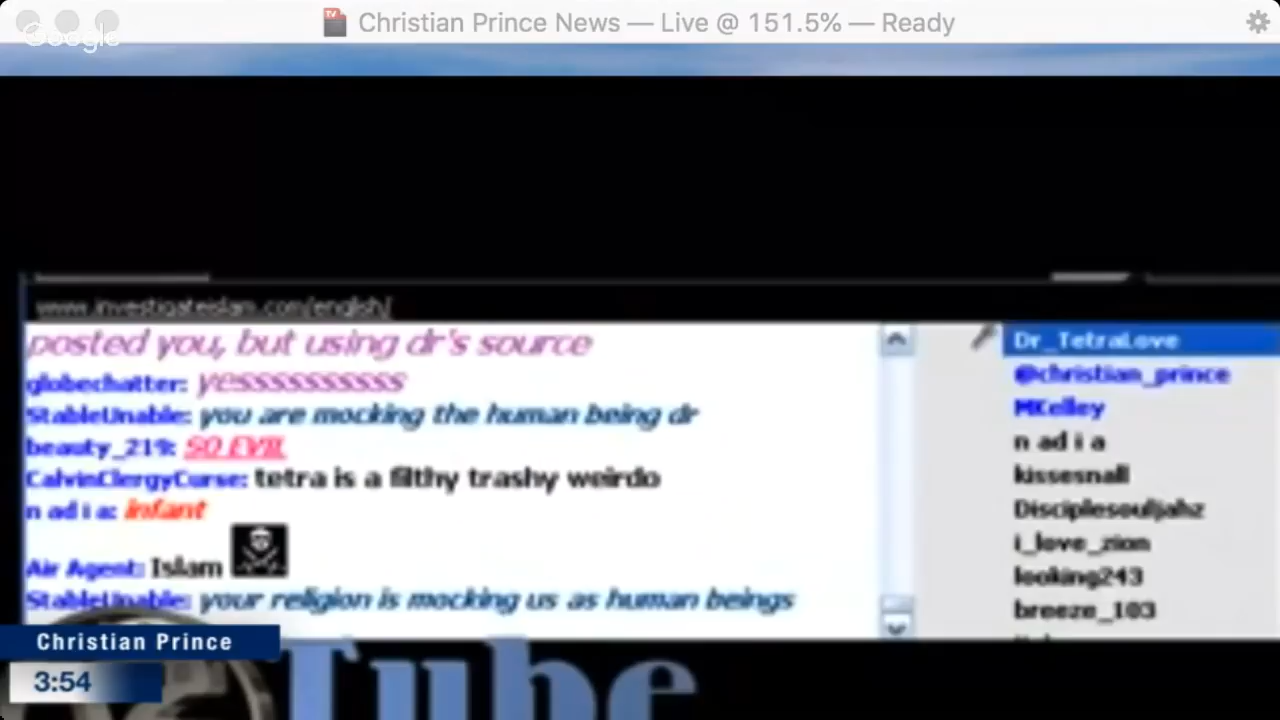 Christian Prince News — Live @ 151.5% — Ready
Google
www.investigateislam.com/english/
posted you, but using dr's source
globechatter: yessssssssss
StableUnable: you are mocking the human being dr
beauty_219: SO EVIL
CalvinClergyCurse: tetra is a filthy trashy weirdo
n ad i a: infant
Air Agent: Islam
StableUnable: your religion is mocking us as human beings
Dr_TetraLove
@christian_prince
MKelley
n ad i a
kissesnall
Disciplesouljahz
i_love_zion
looking243
breeze_103
Christian Prince
3:54
Tube